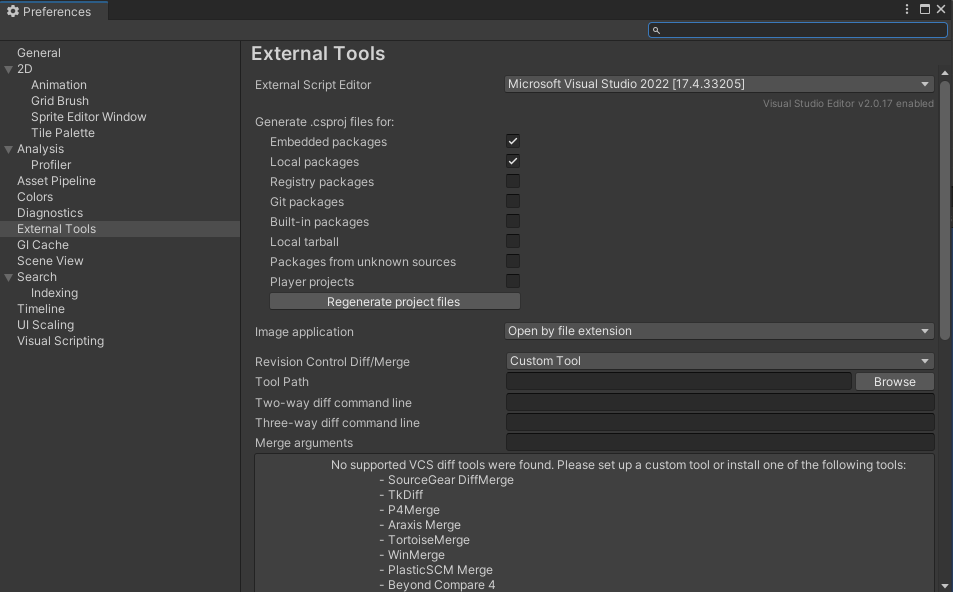 Preferences
General
2D
Animation
Grid Brush
Sprite Editor Window
Tile Palette
Analysis
Profiler
Asset Pipeline
Colors
Diagnostics
External Tools
GI Cache
Scene View
Search
Indexing
Timeline
UI Scaling
Visual Scripting
External Tools
External Script Editor Microsoft Visual Studio 2022 [17.4.33205]
Visual Studio Editor v2.0.17 enabled
Generate .csproj files for:
Embedded packages
Local packages
Registry packages
Git packages
Built-in packages
Local tarball
Packages from unknown sources
Player projects
Regenerate project files
Image application Open by file extension
Revision Control Diff/Merge Custom Tool
Tool Path Browse
Two-way diff command line
Three-way diff command line
Merge arguments
No supported VCS diff tools were found. Please set up a custom tool or install one of the following tools:
- SourceGear DiffMerge
- TkDiff
- P4Merge
- Araxis Merge
- TortoiseMerge
- WinMerge
- PlasticSCM Merge
- Beyond Compare 4